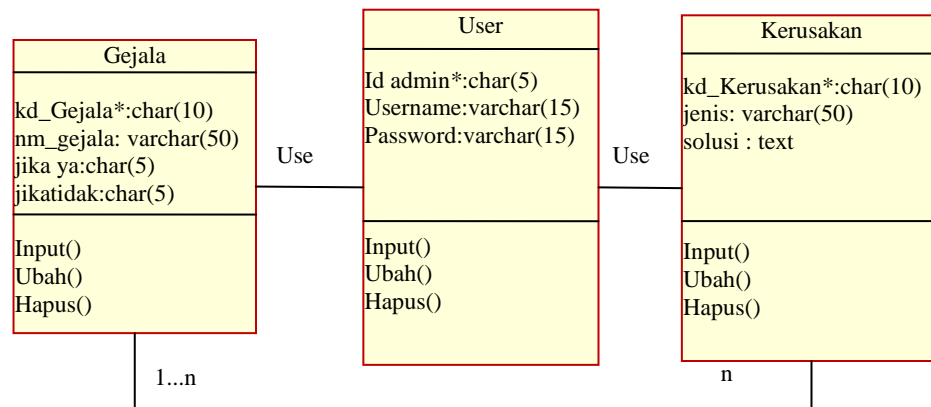 Gejala
kd_Gejala*:char(10)
nm_gejala: varchar(50)
jika ya:char(5)
jikatidak:char(5)
Input()
Ubah()
Hapus()
Use
User
Id admin*:char(5)
Username:varchar(15)
Password:varchar(15)
Input()
Ubah()
Hapus()
Use
Kerusakan
kd_Kerusakan*:char(10)
jenis: varchar(50)
solusi : text
Input()
Ubah()
Hapus()
1...n
n